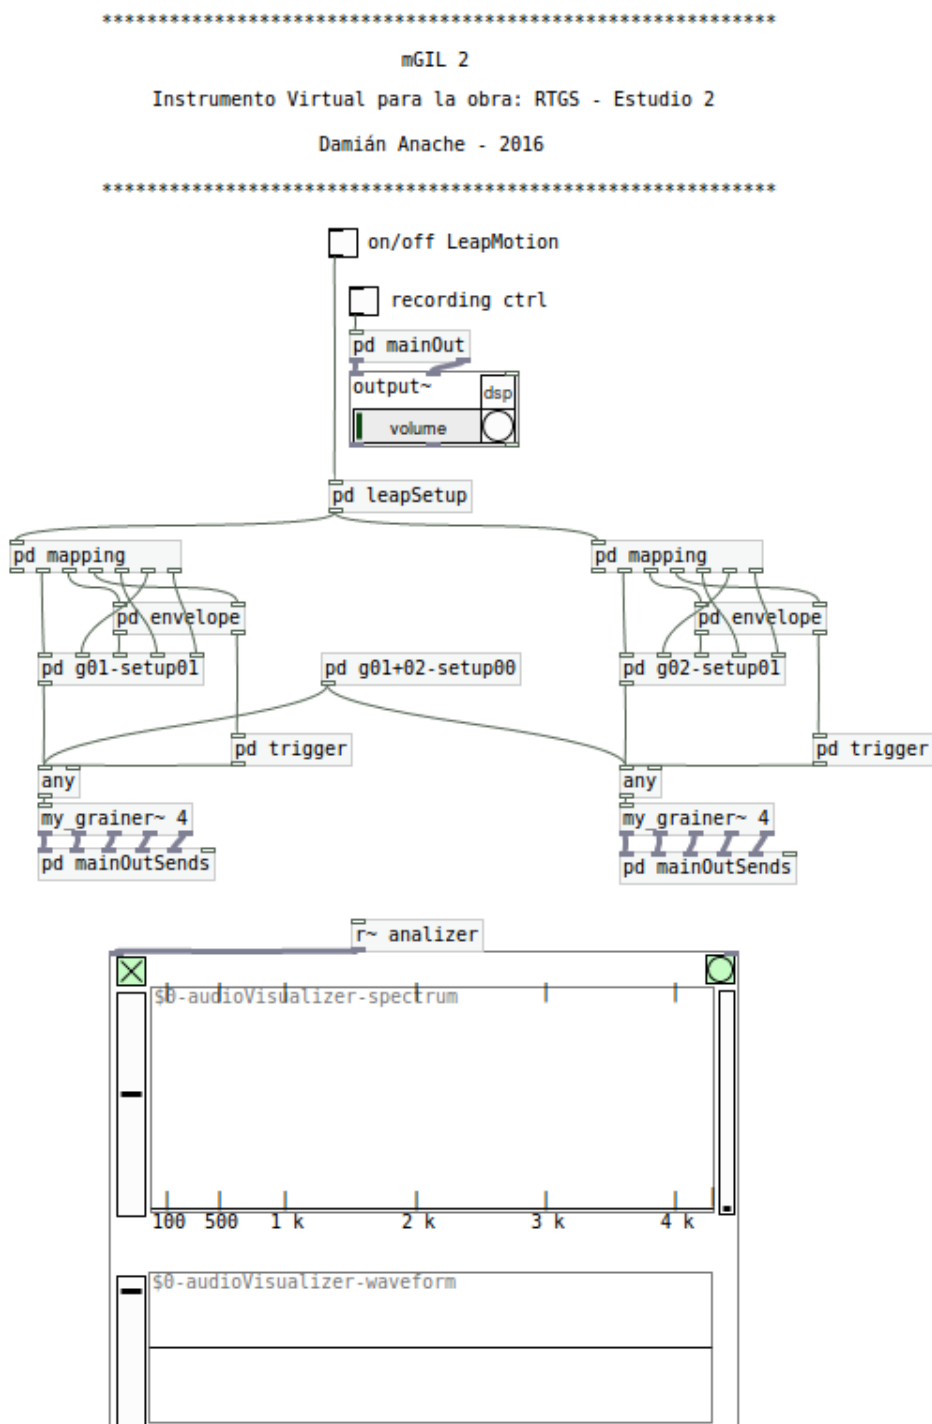 ************************************************************
mGIL 2
Instrumento Virtual para la obra: RTGS - Estudio 2
Damián Anache - 2016
************************************************************
on/off LeapMotion
recording ctrl
pd mainOut
output~
dsp
volume
pd leapSetup
pd mapping
pd mapping
pd envelope
pd envelope
pd g01-setup01
pd g01+02-setup00
pd g02-setup01
pd trigger
pd trigger
any
any
my_grainer~ 4
my_grainer~ 4
pd mainOutSends
pd mainOutSends
r~ analizer
$0-audioVisualizer-spectrum
100 500 1 k 2 k 3 k 4 k
$0-audioVisualizer-waveform